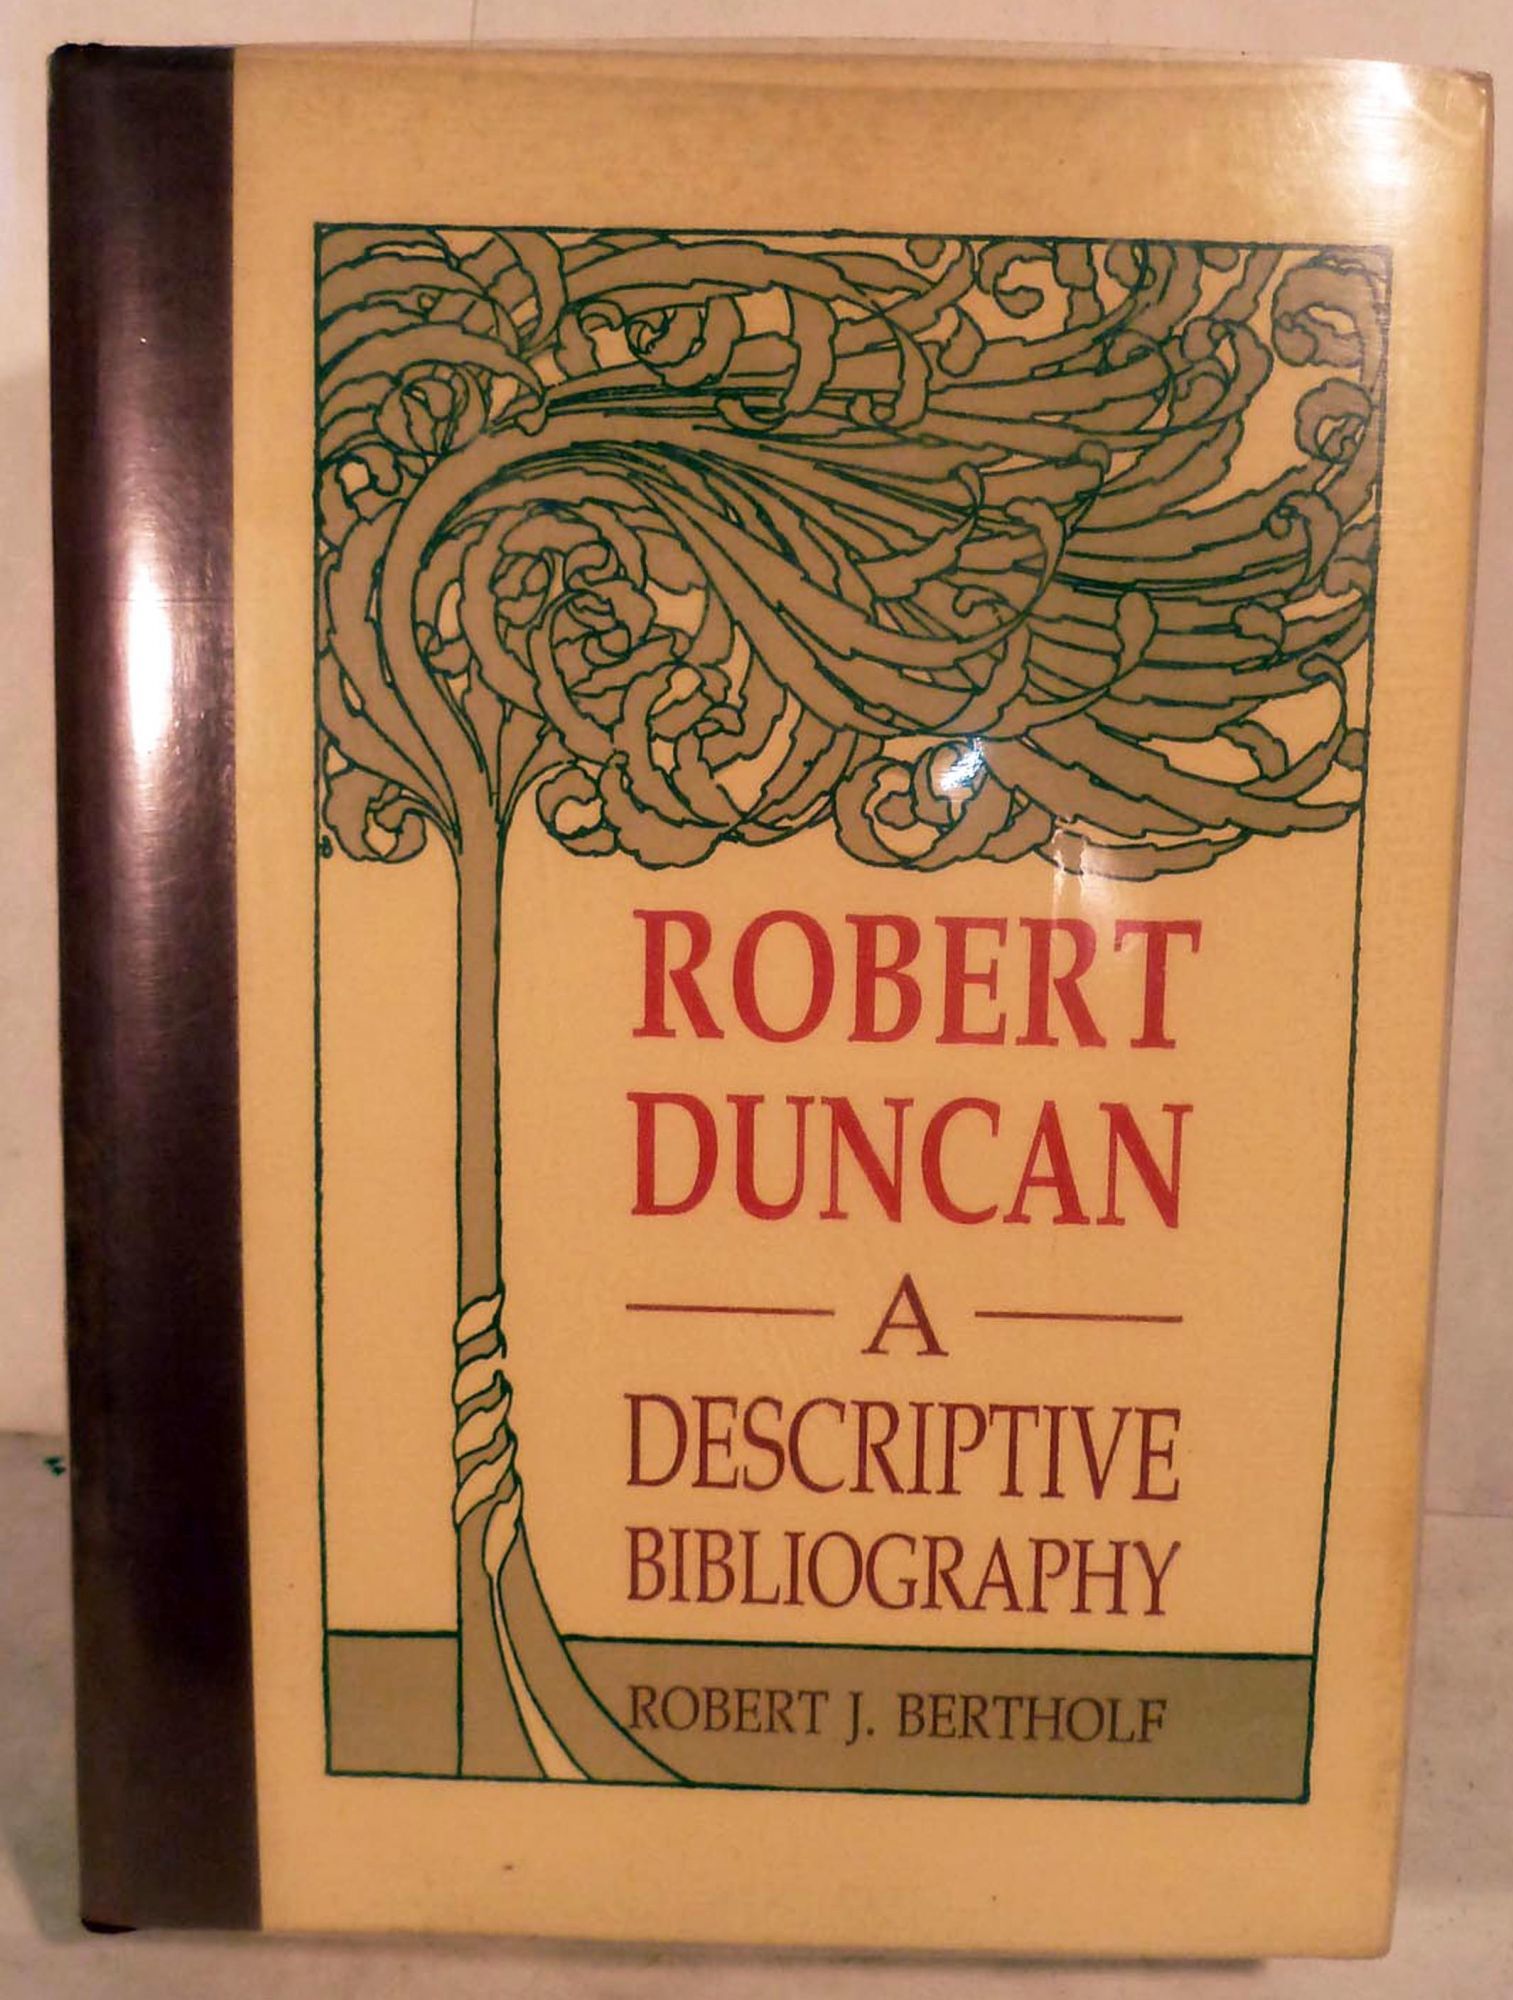 ROBERT
DUNCAN
A
DESCRIPTIVE
BIBLIOGRAPHY
ROBERT J. BERTHOLF